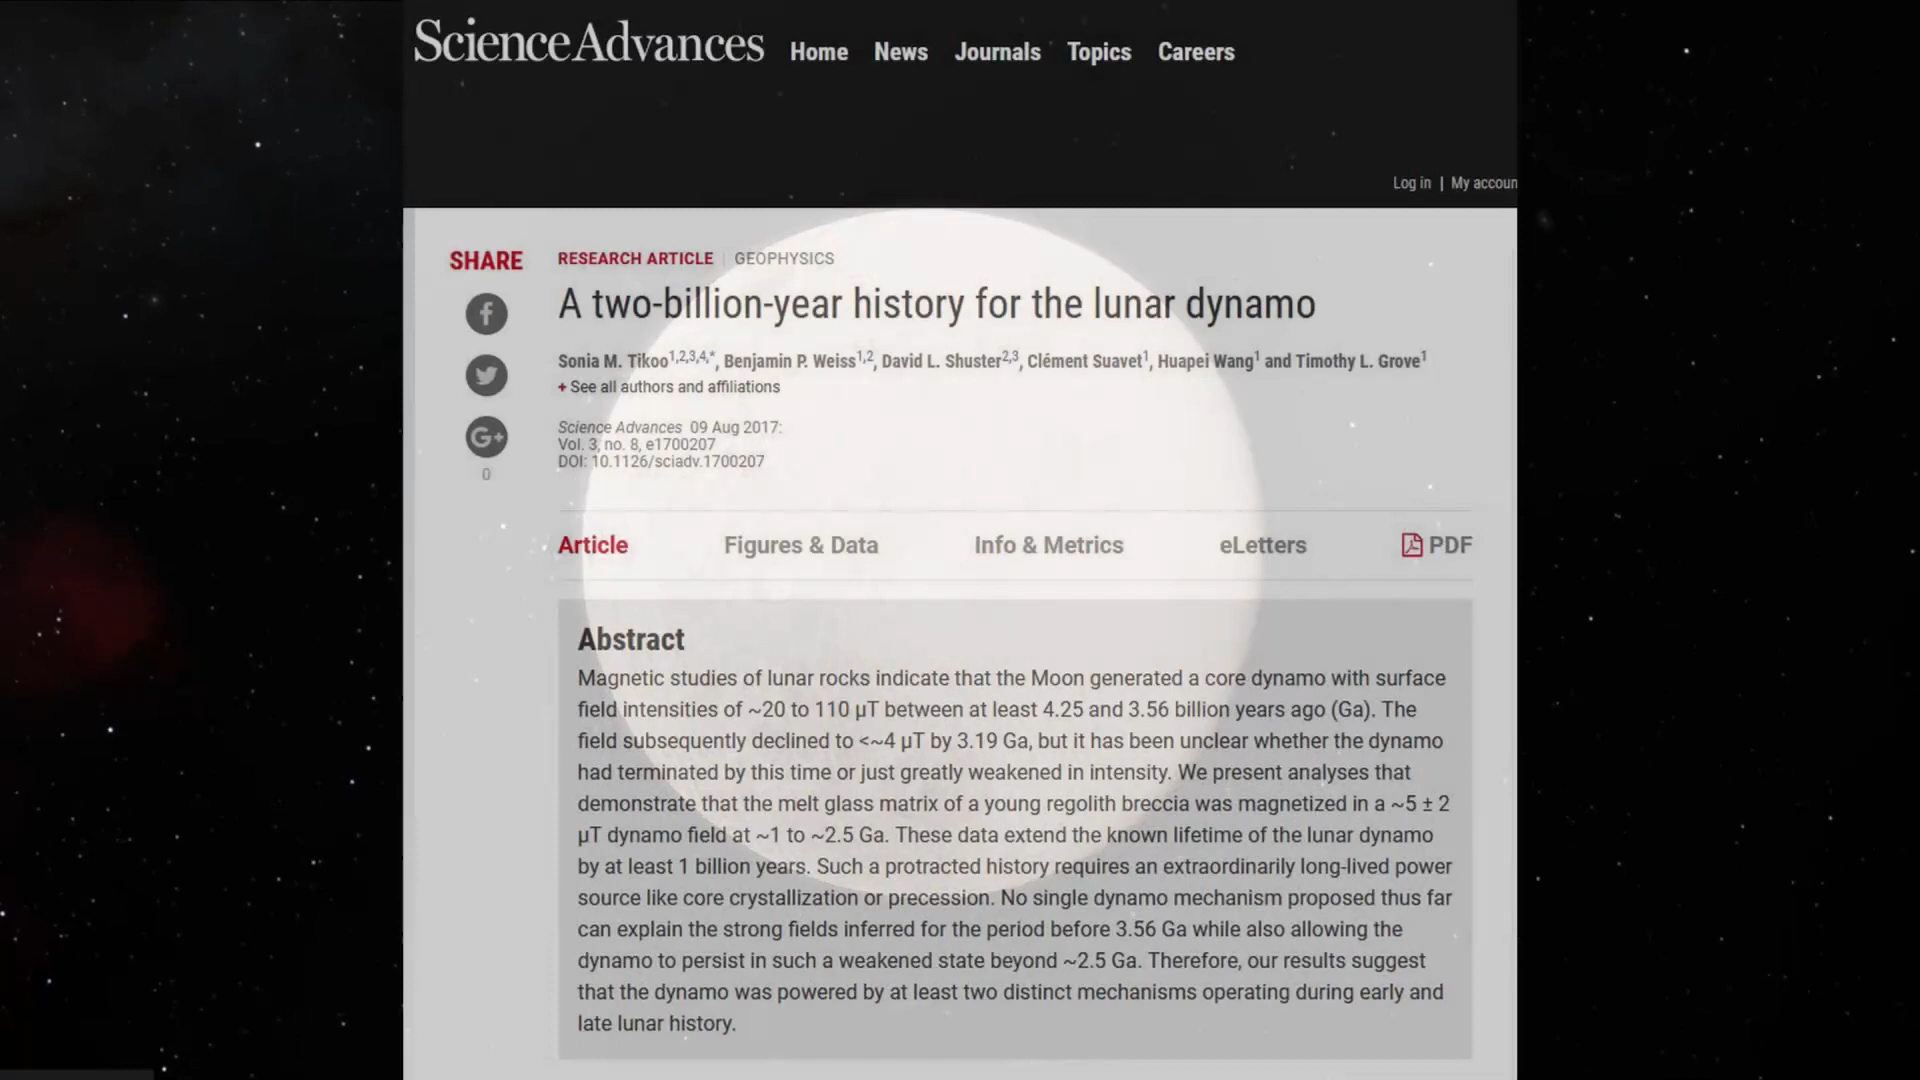 Science Advances Home News Journals Topics Careers
Log in | My accoun
SHARE
RESEARCH ARTICLE | GEOPHYSICS
A two-billion-year history for the lunar dynamo
Sonia M. Tikoo1,2,3,4,*, Benjamin P. Weiss1,2, David L. Shuster2,3, Clément Suavet1, Huapei Wang1 and Timothy L. Grove1
+ See all authors and affiliations
Science Advances 09 Aug 2017:
Vol. 3, no. 8, e1700207
DOI: 10.1126/sciadv.1700207
G+
0
Article Figures & Data Info & Metrics eLetters PDF
Abstract
Magnetic studies of lunar rocks indicate that the Moon generated a core dynamo with surface
field intensities of ~20 to 110 μT between at least 4.25 and 3.56 billion years ago (Ga). The
field subsequently declined to <~4 μT by 3.19 Ga, but it has been unclear whether the dynamo
had terminated by this time or just greatly weakened in intensity. We present analyses that
demonstrate that the melt glass matrix of a young regolith breccia was magnetized in a ~5 ± 2
μT dynamo field at ~1 to ~2.5 Ga. These data extend the known lifetime of the lunar dynamo
by at least 1 billion years. Such a protracted history requires an extraordinarily long-lived power
source like core crystallization or precession. No single dynamo mechanism proposed thus far
can explain the strong fields inferred for the period before 3.56 Ga while also allowing the
dynamo to persist in such a weakened state beyond ~2.5 Ga. Therefore, our results suggest
that the dynamo was powered by at least two distinct mechanisms operating during early and
late lunar history.